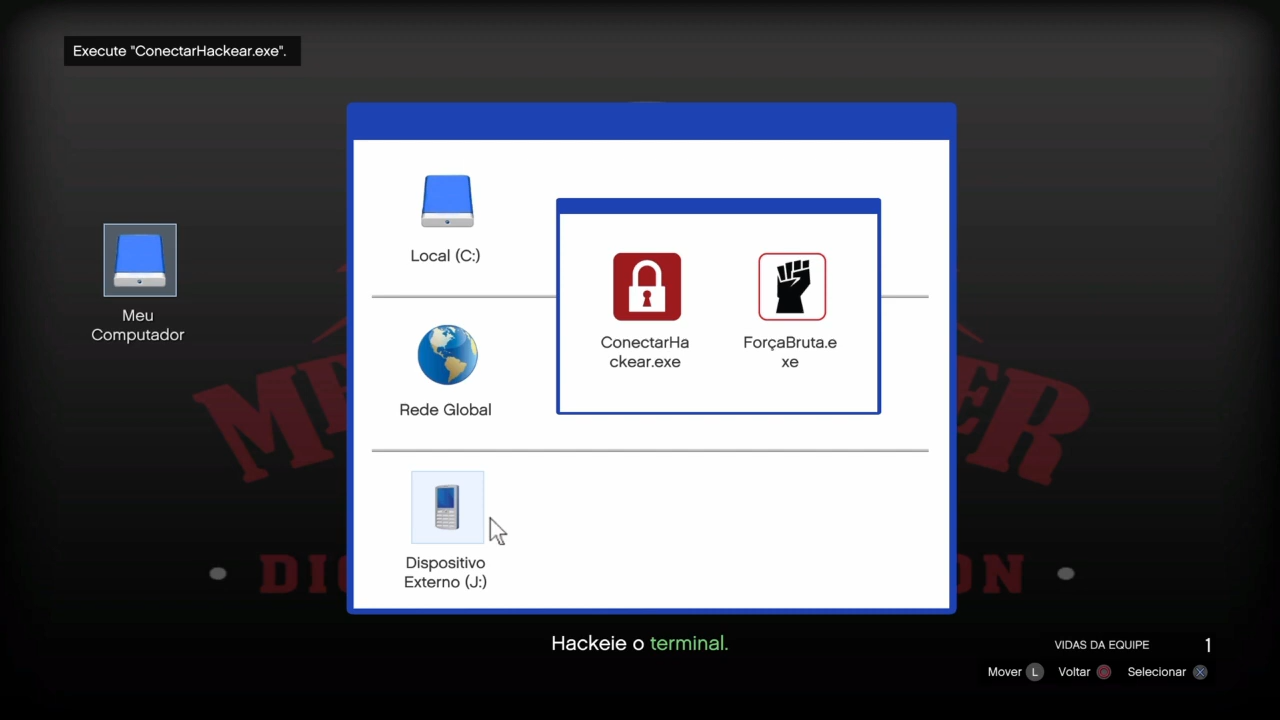 Execute "ConectarHackear.exe".
Local (C:)
ConectarHa
ckear.exe
ForçaBruta.e
xe
Meu
Computador
Rede Global
Dispositivo
Externo (J:)
Hackeie o terminal.
VIDAS DA EQUIPE 1
Mover L Voltar Selecionar